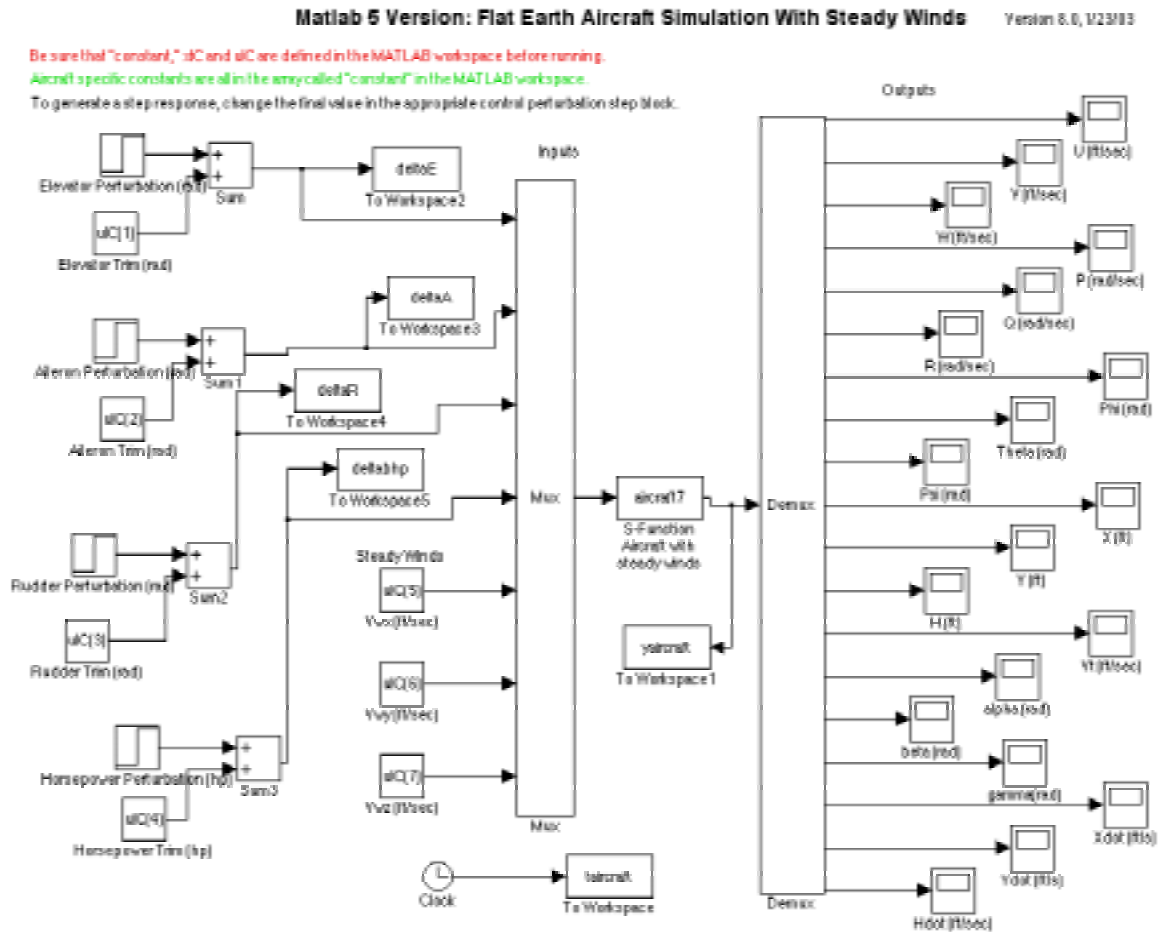 Matlab 5 Version: Flat Earth Aircraft Simulation With Steady Winds
Version 8.0, 1/23/03
Be sure that "constant," xIC and uIC are defined in the MATLAB workspace before running.
Aircraft specific constants are all in the array called "constant" in the MATLAB workspace.
To generate a step response, change the final value in the appropriate control perturbation step block.
Outputs
Inputs
Elevator Perturbation (rad)
+
+
Sum
deltaE
To Workspace2
uIC(1)
Elevator Trim (rad)
deltaA
To Workspace3
Aileron Perturbation (rad)
+
+
Sum1
uIC(2)
Aileron Trim (rad)
deltaR
To Workspace4
deltabhp
To Workspace5
Rudder Perturbation (rad)
+
+
Sum2
uIC(3)
Rudder Trim (rad)
Horsepower Perturbation (hp)
+
+
Sum3
uIC(4)
Horsepower Trim (hp)
Steady Winds
uIC(5)
Vwx(ft/sec)
uIC(6)
Vwy(ft/sec)
uIC(7)
Vwz(ft/sec)
Mux
Mux
Clock
taircraft
To Workspace
aircraft7
S-Function
Aircraft with
steady winds
yaircraft
To Workspace1
Demux
Demux
U (ft/sec)
V (ft/sec)
W(ft/sec)
P(rad/sec)
Q(rad/sec)
R(rad/sec)
Phi(rad)
Theta(rad)
Psi(rad)
X (ft)
Y (ft)
H(ft)
Vt (ft/sec)
alpha(rad)
beta(rad)
gamma(rad)
Xdot (ft/s)
Ydot (ft/s)
Hdot (ft/sec)